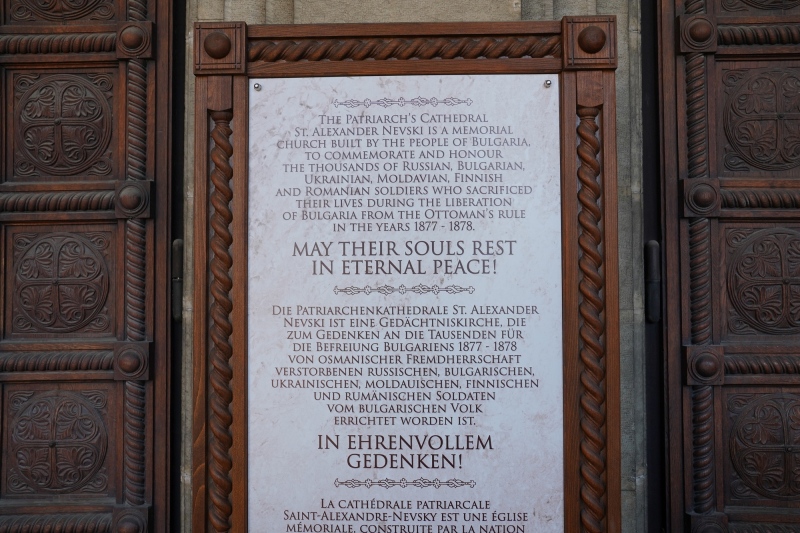 The Patriarch's Cathedral
St. Alexander Nevski is a memorial
church built by the people of Bulgaria,
to commemorate and honour
the thousands of Russian, Bulgarian,
Ukrainian, Moldavian, Finnish
and Romanian soldiers who sacrificed
their lives during the liberation
of Bulgaria from the Ottoman's rule
in the years 1877 - 1878.
MAY THEIR SOULS REST
IN ETERNAL PEACE!
Die Patriarchenkathedrale St. Alexander
Nevski ist eine Gedächtniskirche, die
zum Gedenken an die Tausenden für
die Befreiung Bulgariens 1877 - 1878
von osmanischer Fremdherrschaft
verstorbenen russischen, bulgarischen,
ukrainischen, moldauischen, finnischen
und rumänischen Soldaten
vom bulgarischen Volk
errichtet worden ist.
IN EHRENVOLLEM
GEDENKEN!
La cathédrale patriarcale
Saint-Alexandre-Nevsky est une église
mémoriale, construite par la nation